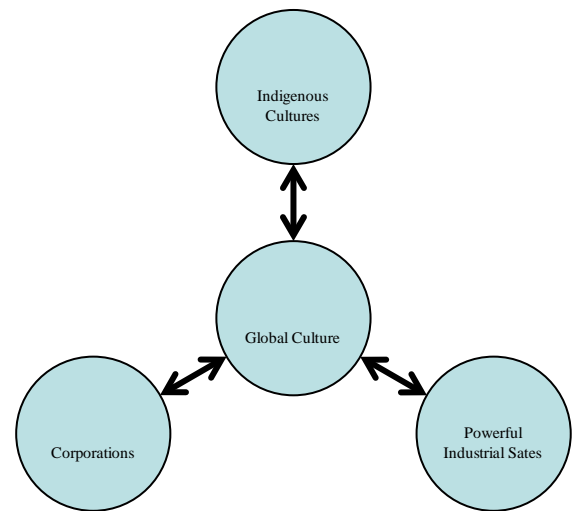 Indigenous
Cultures
Global Culture
Corporations
Powerful
Industrial Sates